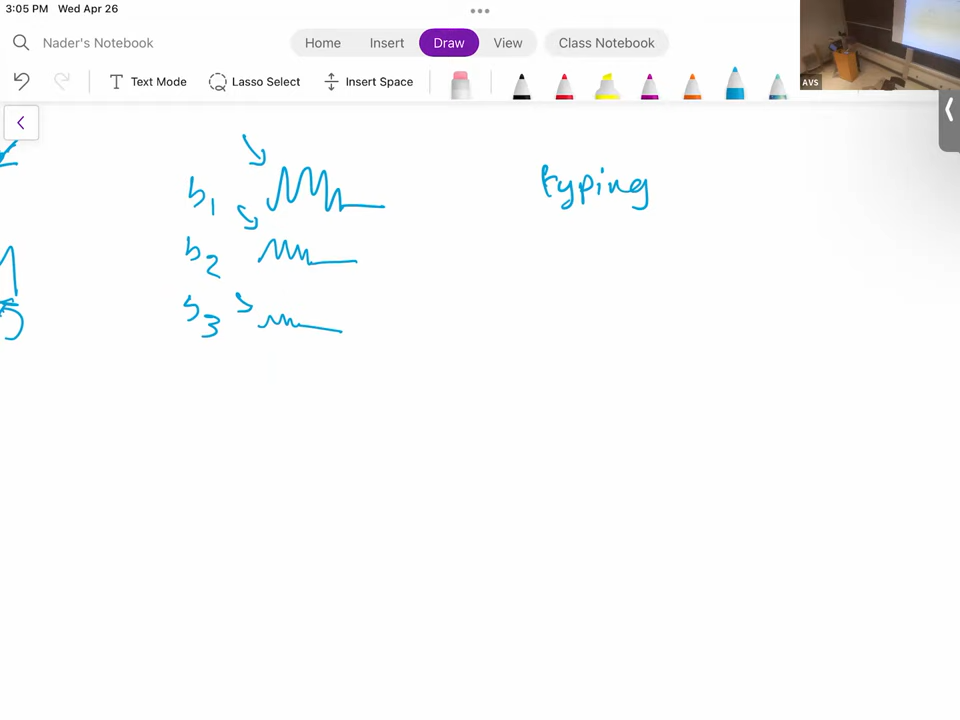 3:05 PM Wed Apr 26
Nader's Notebook
Home Insert Draw View Class Notebook
Text Mode Lasso Select Insert Space
AVS
b1
typing
b2
b3